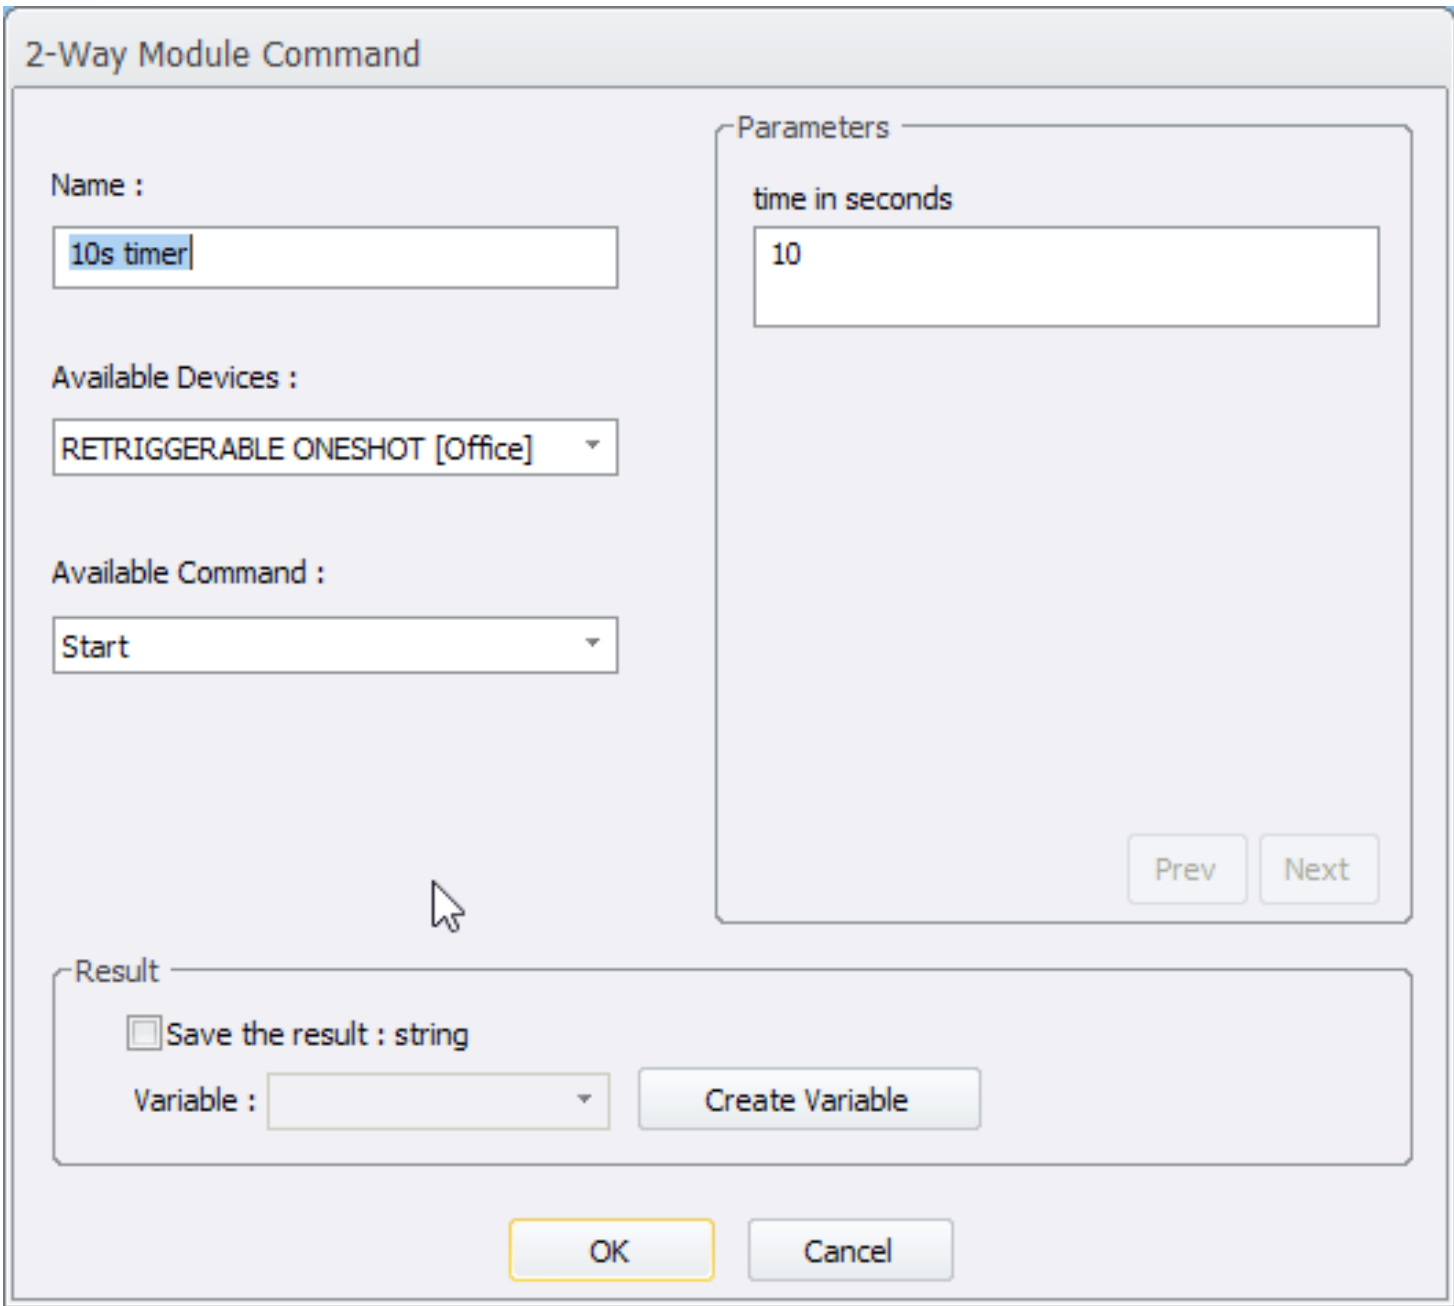 2-Way Module Command
Name :
10s timer
Available Devices :
RETRIGGERABLE ONESHOT [Office]
Available Command :
Start
Parameters
time in seconds
10
Prev
Next
Result
Save the result : string
Variable :
Create Variable
OK
Cancel